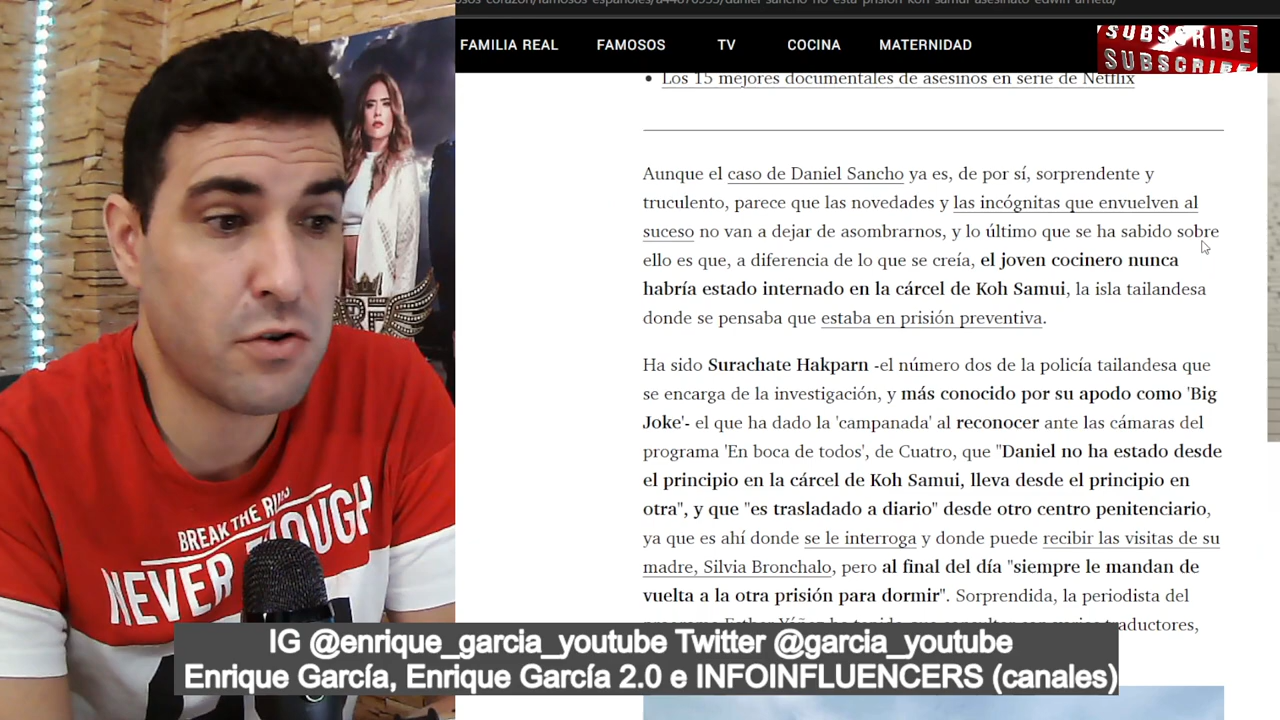 FAMILIA REAL FAMOSOS TV COCINA MATERNIDAD
SUBSCRIBE
SUBSCRIBE
Los 15 mejores documentales de asesinos en serie de Netflix
Aunque el caso de Daniel Sancho ya es, de por sí, sorprendente y
truculento, parece que las novedades y las incógnitas que envuelven al
suceso no van a dejar de asombrarnos, y lo último que se ha sabido sobre
ello es que, a diferencia de lo que se creía, el joven cocinero nunca
habría estado internado en la cárcel de Koh Samui, la isla tailandesa
donde se pensaba que estaba en prisión preventiva.
Ha sido Surachate Hakparn -el número dos de la policía tailandesa que
se encarga de la investigación, y más conocido por su apodo como 'Big
Joke'- el que ha dado la 'campanada' al reconocer ante las cámaras del
programa 'En boca de todos', de Cuatro, que "Daniel no ha estado desde
el principio en la cárcel de Koh Samui, lleva desde el principio en
otra", y que "es trasladado a diario" desde otro centro penitenciario,
ya que es ahí donde se le interroga y donde puede recibir las visitas de su
madre, Silvia Bronchalo, pero al final del día "siempre le mandan de
vuelta a la otra prisión para dormir". Sorprendida, la periodista del
BREAK THE RULES
NEVER ENOUGH
IG @enrique_garcia_youtube Twitter @garcia_youtube
Enrique García, Enrique García 2.0 e INFOINFLUENCERS (canales)